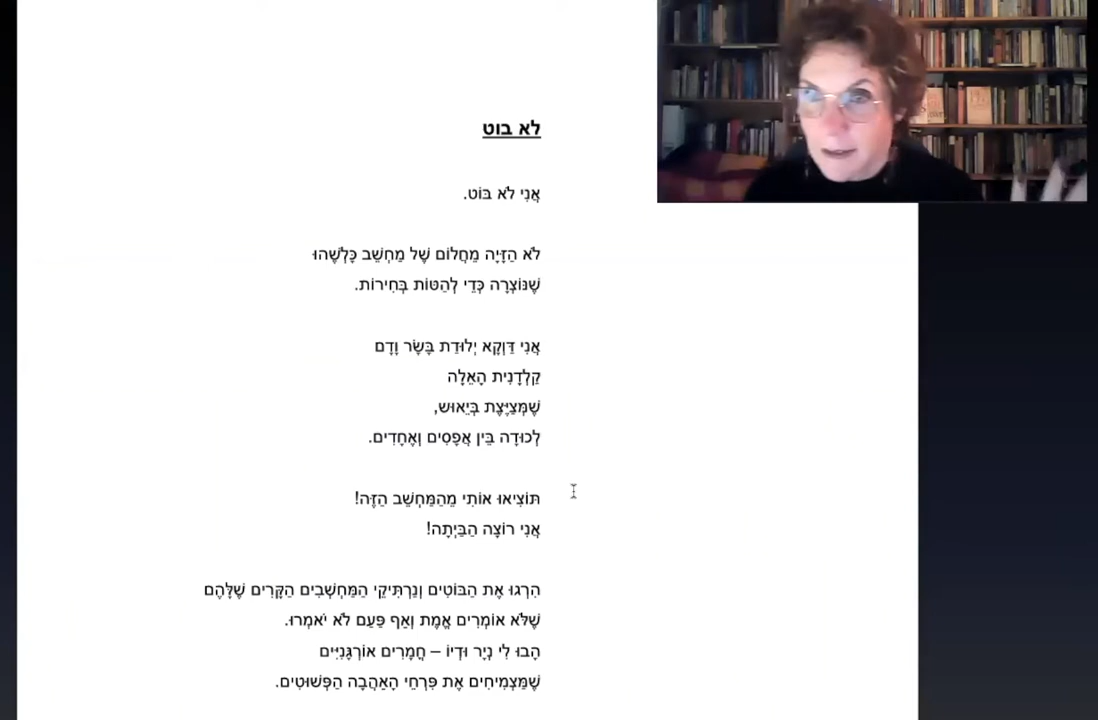 לא בוט
אֲנִי לֹא בּוֹט.
לֹא הַזָּיָה מֵחֲלוֹם שֶׁל מַחְשֵׁב כָּלְשֶׁהוּ
שֶׁנּוֹצְרָה כְּדֵי לְהַטּוֹת בְּחִירוֹת.
אֲנִי דַּוְקָא יְלוּדַת בָּשָׂר וָדָם
קַלְדָנִית הָאֵלָה
שֶׁמְּצַיֶּצֶת בְּיֵאוּשׁ,
לְכוּדָה בֵּין אֲפָסִים וְאֶחָדִים.
תּוֹצִיאוּ אוֹתִי מֵהַמַּחְשֵׁב הַזֶּה!
אֲנִי רוֹצָה הַבַּיְתָה!
הִרְגוּ אֶת הַבּוֹטִים וְנַרְתִּיקֵי הַמַּחְשְׁבִים הַקָּרִים שֶׁלָּהֶם
שֶׁלֹּא אוֹמְרִים אֱמֶת וְאַף פַּעַם לֹא יֹאמְרוּ.
הָבוּ לִי נְיָר וּדְיוֹ – חֳמָרִים אוֹרְגָּנִיִּים
שֶׁמַּצְמִיחִים אֶת פִּרְחֵי הָאַהֲבָה הַפְּשׁוּטִים.